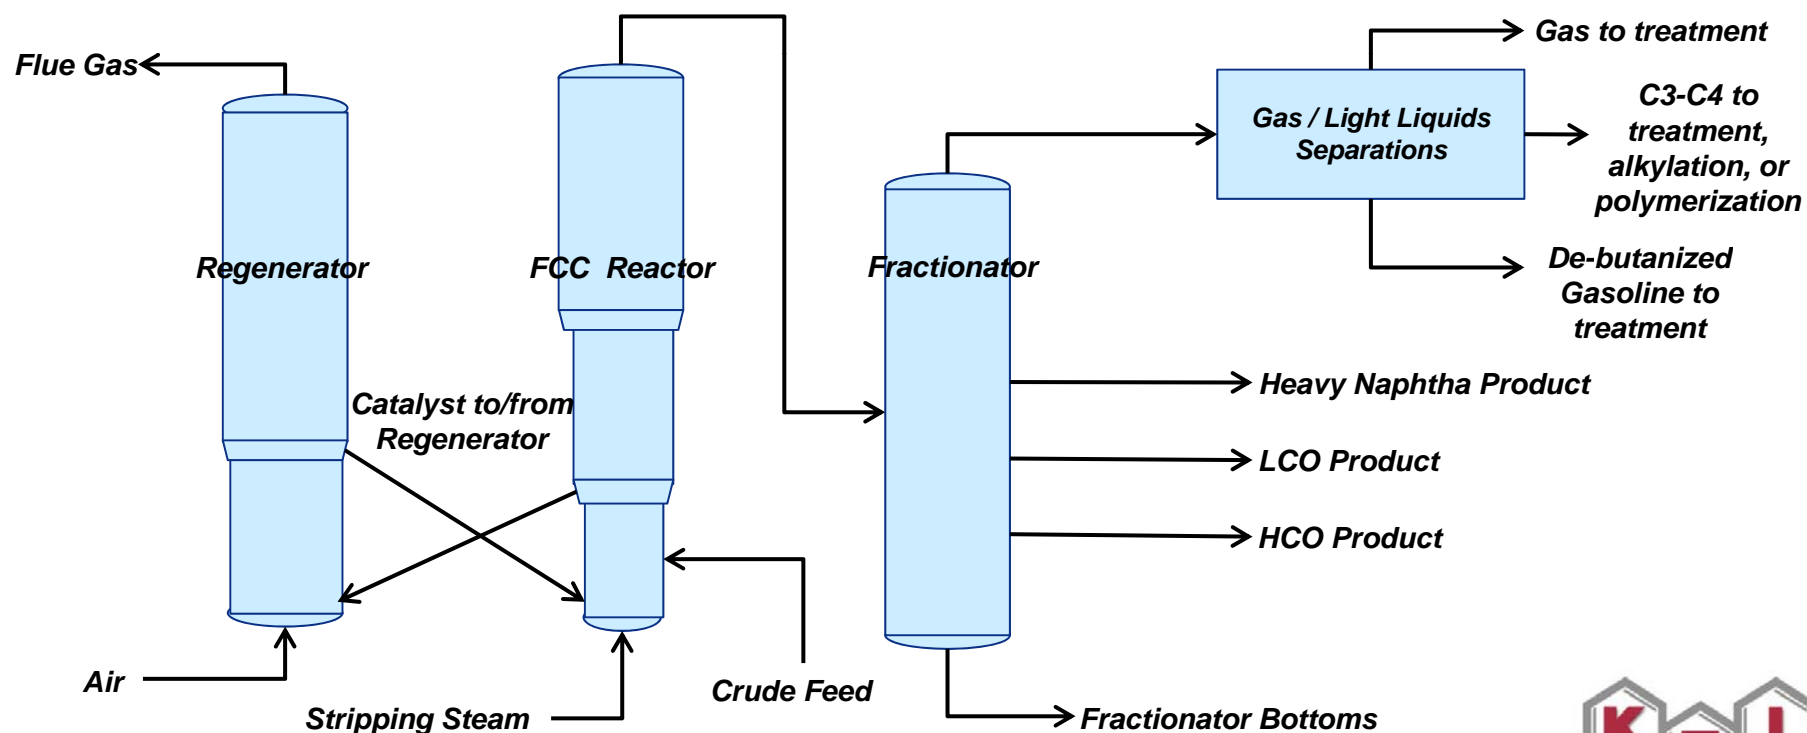 Flue Gas
Regenerator
FCC Reactor
Catalyst to/from
Regenerator
Air
Stripping Steam
Crude Feed
Fractionator
Gas / Light Liquids
Separations
Gas to treatment
C3-C4 to
treatment,
alkylation, or
polymerization
De-butanized
Gasoline to
treatment
Heavy Naphtha Product
LCO Product
HCO Product
Fractionator Bottoms